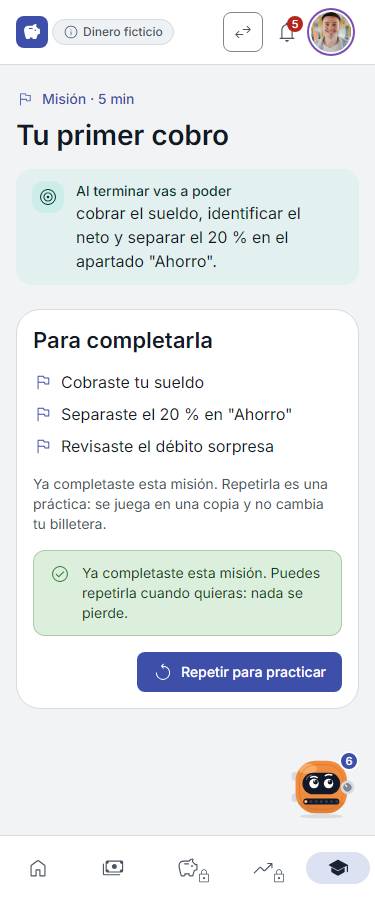 Dinero ficticio
5
Misión · 5 min
Tu primer cobro
Al terminar vas a poder
cobrar el sueldo, identificar el
neto y separar el 20 % en el
apartado "Ahorro".
Para completarla
Cobraste tu sueldo
Separaste el 20 % en "Ahorro"
Revisaste el débito sorpresa
Ya completaste esta misión. Repetirla es una
práctica: se juega en una copia y no cambia
tu billetera.
Ya completaste esta misión. Puedes
repetirla cuando quieras: nada se
pierde.
Repetir para practicar
6